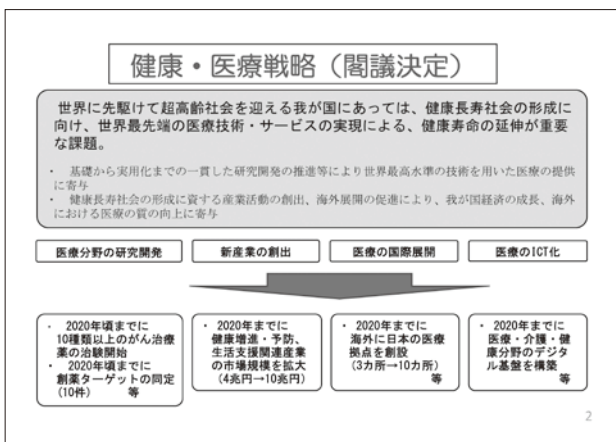 健康・医療戦略（閣議決定）
世界に先駆けて超高齢社会を迎える我が国にあっては、健康長寿社会の形成に
向け、世界最先端の医療技術・サービスの実現による、健康寿命の延伸が重要
な課題。
・ 基礎から実用化までの一貫した研究開発の推進等により世界最高水準の技術を用いた医療の提供
に寄与
・ 健康長寿社会の形成に資する産業活動の創出、海外展開の促進により、我が国経済の成長、海外
における医療の質の向上に寄与
医療分野の研究開発
新産業の創出
医療の国際展開
医療のICT化
・ 2020年頃までに
10種類以上のがん治療
薬の治験開始
・ 2020年頃までに
創薬ターゲットの同定
(10件) 等
・ 2020年までに
健康増進・予防、
生活支援関連産業
の市場規模を拡大
(4兆円→10兆円)
・ 2020年までに
海外に日本の医療
拠点を創設
(3カ所→10カ所)
等
・ 2020年までに
医療・介護・健
康分野のデジタ
ル基盤を構築
等
2